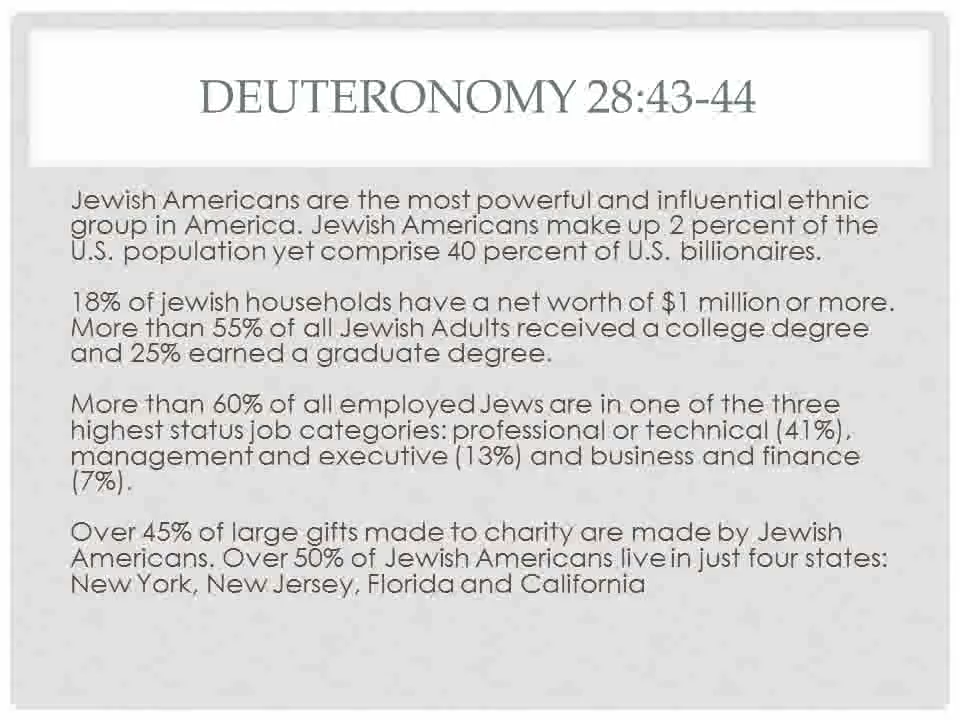 DEUTERONOMY 28:43-44
Jewish Americans are the most powerful and influential ethnic
group in America. Jewish Americans make up 2 percent of the
U.S. population yet comprise 40 percent of U.S. billionaires.
18% of jewish households have a net worth of $1 million or more.
More than 55% of all Jewish Adults received a college degree
and 25% earned a graduate degree.
More than 60% of all employed Jews are in one of the three
highest status job categories: professional or technical (41%),
management and executive (13%) and business and finance
(7%).
Over 45% of large gifts made to charity are made by Jewish
Americans. Over 50% of Jewish Americans live in just four states:
New York, New Jersey, Florida and California